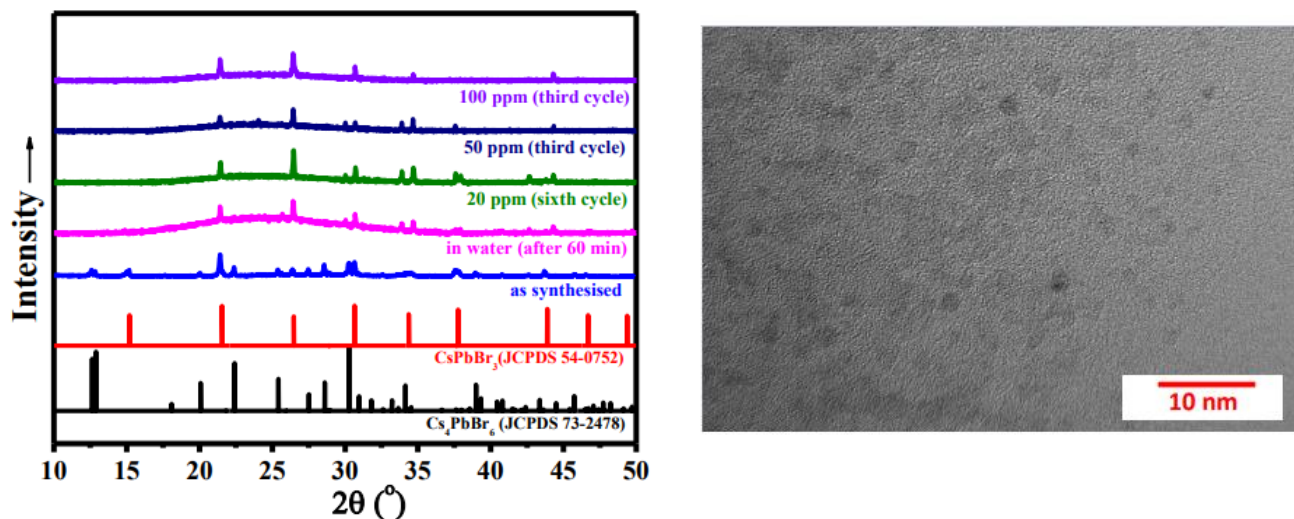 Intensity
100 ppm (third cycle)
50 ppm (third cycle)
20 ppm (sixth cycle)
in water (after 60 min)
as synthesised
CsPbBr₃(JCPDS 54-0752)
Cs₄PbBr₆ (JCPDS 73-2478)
10 15 20 25 30 35 40 45 50
2θ (°)
10 nm